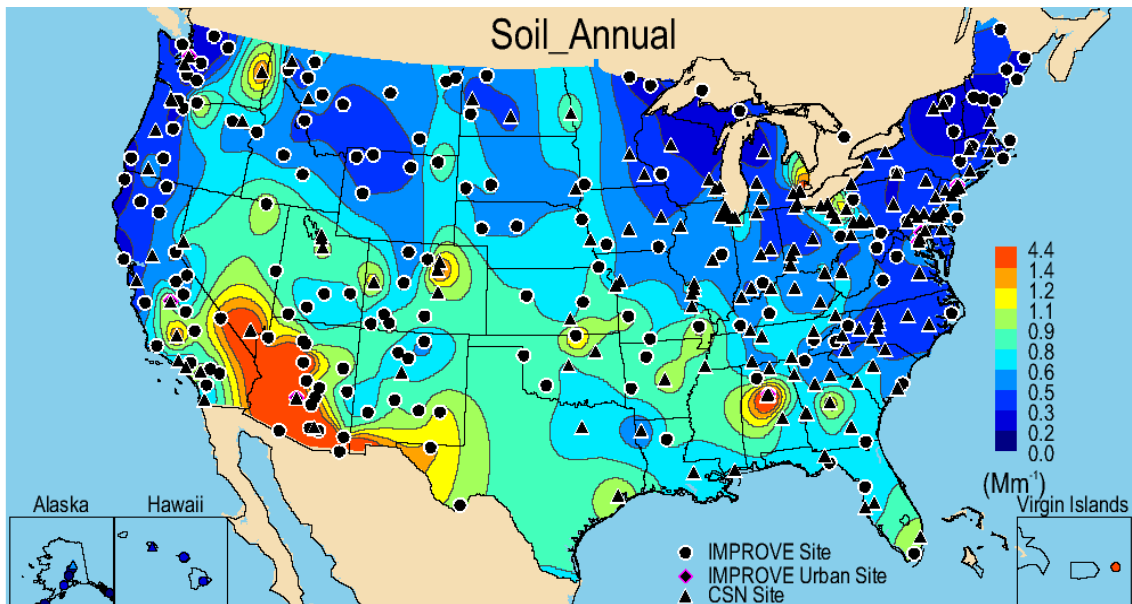 Soil_Annual
4.4
1.4
1.2
1.1
0.9
0.8
0.6
0.5
0.3
0.2
0.0
(Mm⁻¹)
Alaska
Hawaii
Virgin Islands
IMPROVE Site
IMPROVE Urban Site
CSN Site